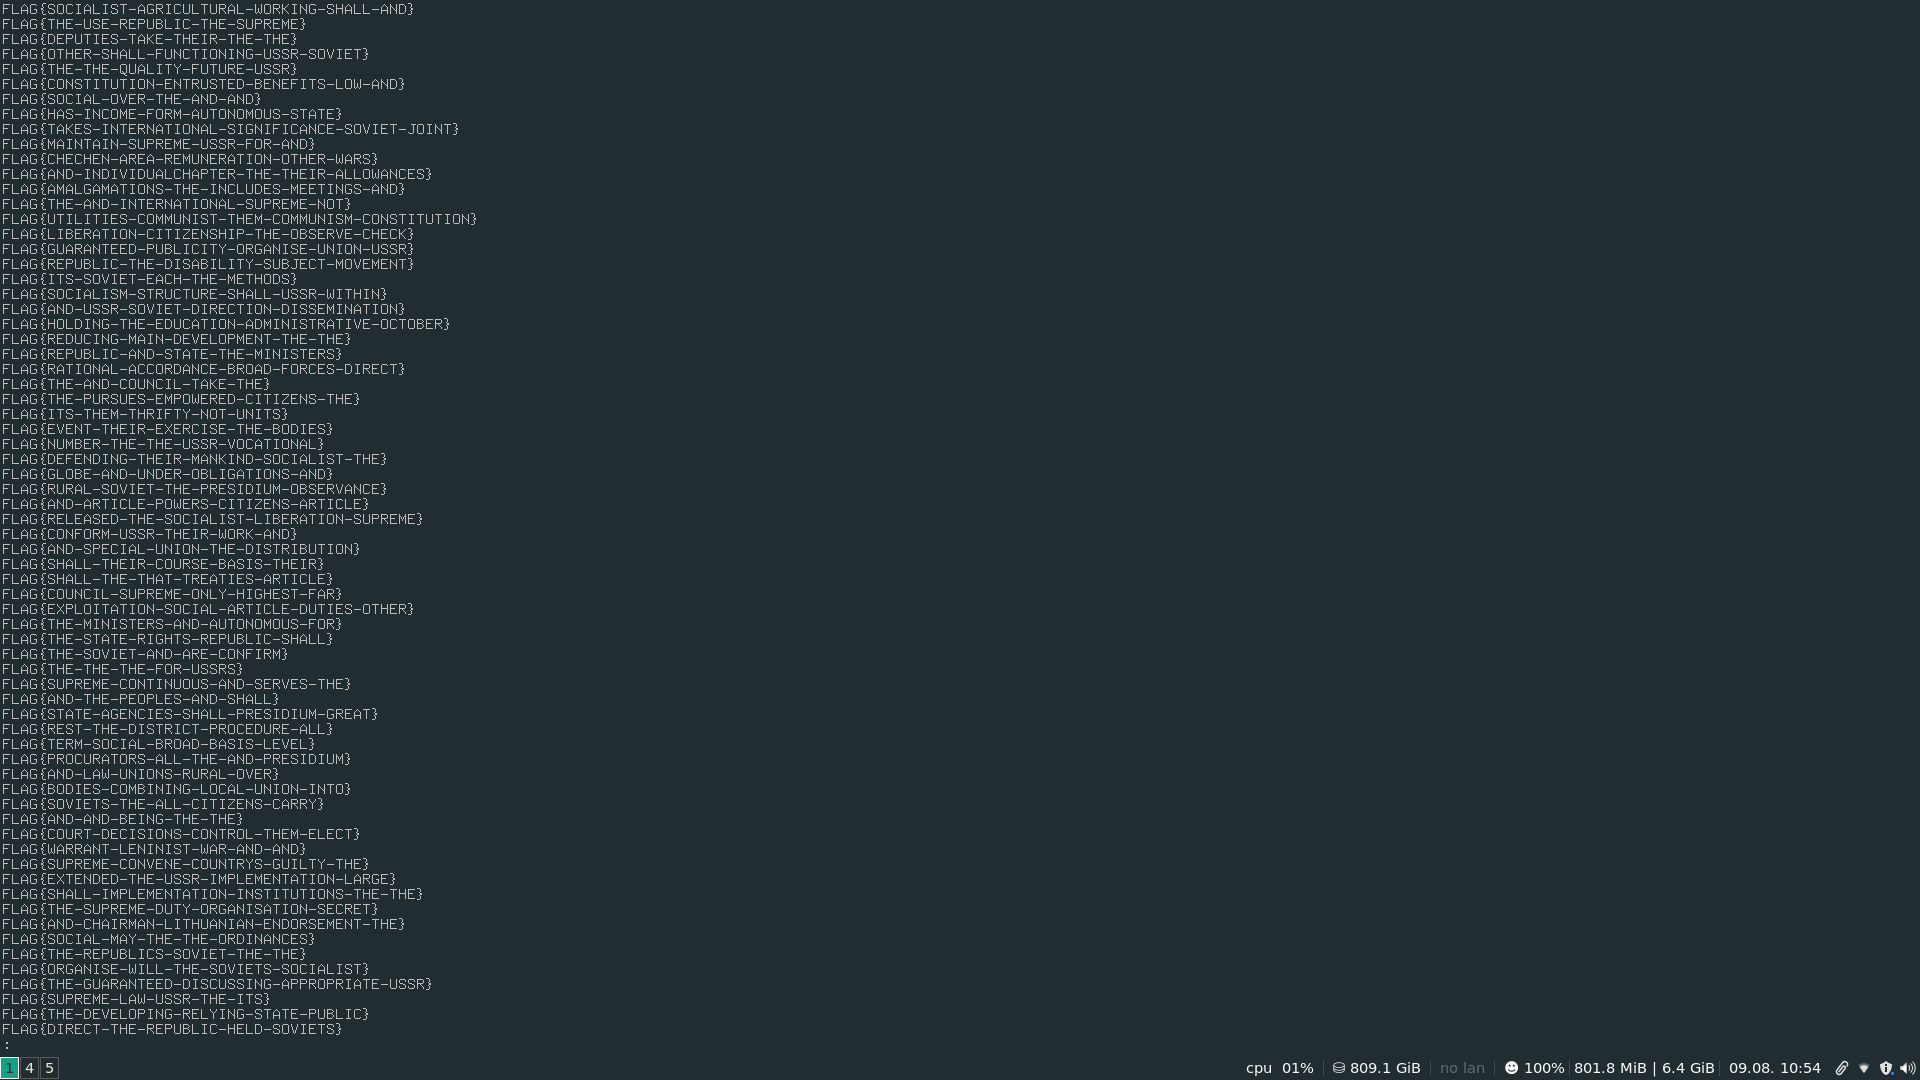 FLAG{SOCIALIST-AGRICULTURAL-WORKING-SHALL-AND}
FLAG{THE-USE-REPUBLIC-THE-SUPREME}
FLAG{DEPUTIES-TAKE-THEIR-THE-THE}
FLAG{OTHER-SHALL-FUNCTIONING-USSR-SOVIET}
FLAG{THE-THE-QUALITY-FUTURE-USSR}
FLAG{CONSTITUTION-ENTRUSTED-BENEFITS-LOW-AND}
FLAG{SOCIAL-OVER-THE-AND-AND}
FLAG{HAS-INCOME-FORM-AUTONOMOUS-STATE}
FLAG{TAKES-INTERNATIONAL-SIGNIFICANCE-SOVIET-JOINT}
FLAG{MAINTAIN-SUPREME-USSR-FOR-AND}
FLAG{CHECHEN-AREA-REMUNERATION-OTHER-WARS}
FLAG{AND-INDIVIDUALCHAPTER-THE-THEIR-ALLOWANCES}
FLAG{AMALGAMATIONS-THE-INCLUDES-MEETINGS-AND}
FLAG{THE-AND-INTERNATIONAL-SUPREME-NOT}
FLAG{UTILITIES-COMMUNIST-THEM-COMMUNISM-CONSTITUTION}
FLAG{LIBERATION-CITIZENSHIP-THE-OBSERVE-CHECK}
FLAG{GUARANTEED-PUBLICITY-ORGANISE-UNION-USSR}
FLAG{REPUBLIC-THE-DISABILITY-SUBJECT-MOVEMENT}
FLAG{ITS-SOVIET-EACH-THE-METHODS}
FLAG{SOCIALISM-STRUCTURE-SHALL-USSR-WITHIN}
FLAG{AND-USSR-SOVIET-DIRECTION-DISSEMINATION}
FLAG{HOLDING-THE-EDUCATION-ADMINISTRATIVE-OCTOBER}
FLAG{REDUCING-MAIN-DEVELOPMENT-THE-THE}
FLAG{REPUBLIC-AND-STATE-THE-MINISTERS}
FLAG{RATIONAL-ACCORDANCE-BROAD-FORCES-DIRECT}
FLAG{THE-AND-COUNCIL-TAKE-THE}
FLAG{THE-PURSUES-EMPOWERED-CITIZENS-THE}
FLAG{ITS-THEM-THRIFTY-NOT-UNITS}
FLAG{EVENT-THEIR-EXERCISE-THE-BODIES}
FLAG{NUMBER-THE-THE-USSR-VOCATIONAL}
FLAG{DEFENDING-THEIR-MANKIND-SOCIALIST-THE}
FLAG{GLOBE-AND-UNDER-OBLIGATIONS-AND}
FLAG{RURAL-SOVIET-THE-PRESIDIUM-OBSERVANCE}
FLAG{AND-ARTICLE-POWERS-CITIZENS-ARTICLE}
FLAG{RELEASED-THE-SOCIALIST-LIBERATION-SUPREME}
FLAG{CONFORM-USSR-THEIR-WORK-AND}
FLAG{AND-SPECIAL-UNION-THE-DISTRIBUTION}
FLAG{SHALL-THEIR-COURSE-BASIS-THEIR}
FLAG{SHALL-THE-THAT-TREATIES-ARTICLE}
FLAG{COUNCIL-SUPREME-ONLY-HIGHEST-FAR}
FLAG{EXPLOITATION-SOCIAL-ARTICLE-DUTIES-OTHER}
FLAG{THE-MINISTERS-AND-AUTONOMOUS-FOR}
FLAG{THE-STATE-RIGHTS-REPUBLIC-SHALL}
FLAG{THE-SOVIET-AND-ARE-CONFIRM}
FLAG{THE-THE-THE-FOR-USSRS}
FLAG{SUPREME-CONTINUOUS-AND-SERVES-THE}
FLAG{AND-THE-PEOPLES-AND-SHALL}
FLAG{STATE-AGENCIES-SHALL-PRESIDIUM-GREAT}
FLAG{REST-THE-DISTRICT-PROCEDURE-ALL}
FLAG{TERM-SOCIAL-BROAD-BASIS-LEVEL}
FLAG{PROCURATORS-ALL-THE-AND-PRESIDIUM}
FLAG{AND-LAW-UNIONS-RURAL-OVER}
FLAG{BODIES-COMBINING-LOCAL-UNION-INTO}
FLAG{SOVIETS-THE-ALL-CITIZENS-CARRY}
FLAG{AND-AND-BEING-THE-THE}
FLAG{COURT-DECISIONS-CONTROL-THEM-ELECT}
FLAG{WARRANT-LENINIST-WAR-AND-AND}
FLAG{SUPREME-CONVENE-COUNTRYS-GUILTY-THE}
FLAG{EXTENDED-THE-USSR-IMPLEMENTATION-LARGE}
FLAG{SHALL-IMPLEMENTATION-INSTITUTIONS-THE-THE}
FLAG{THE-SUPREME-DUTY-ORGANISATION-SECRET}
FLAG{AND-CHAIRMAN-LITHUANIAN-ENDORSEMENT-THE}
FLAG{SOCIAL-MAY-THE-THE-ORDINANCES}
FLAG{THE-REPUBLICS-SOVIET-THE-THE}
FLAG{ORGANISE-WILL-THE-SOVIETS-SOCIALIST}
FLAG{THE-GUARANTEED-DISCUSSING-APPROPRIATE-USSR}
FLAG{SUPREME-LAW-USSR-THE-ITS}
FLAG{THE-DEVELOPING-RELYING-STATE-PUBLIC}
FLAG{DIRECT-THE-REPUBLIC-HELD-SOVIETS}
:
1 4 5 cpu 01% 809.1 GiB no lan 100% 801.8 MiB | 6.4 GiB 09.08. 10:54